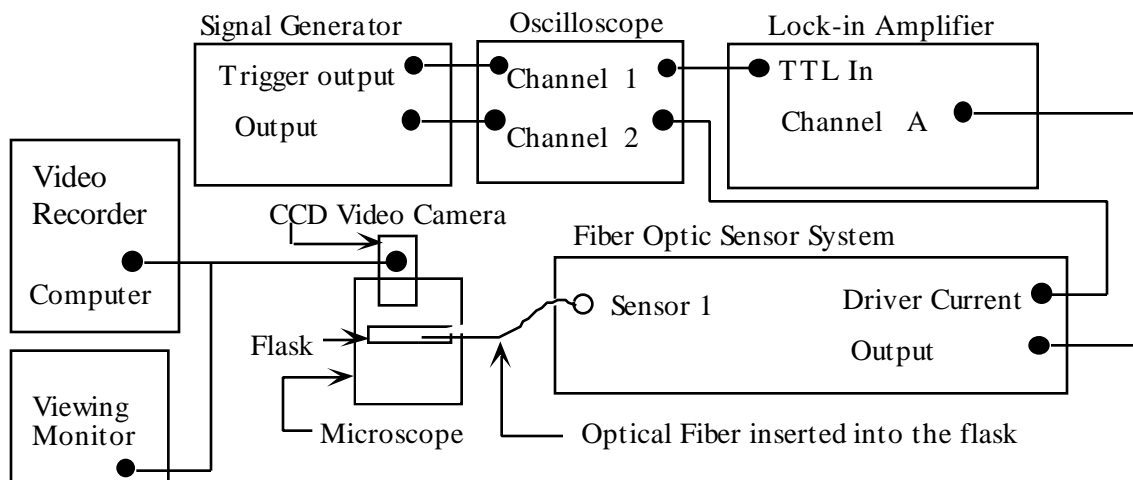 Signal Generator
Oscilloscope
Lock-in Amplifier
Trigger output
Output
Channel 1
Channel 2
TTL In
Channel A
Video
Recorder
Computer
CCD Video Camera
Fiber Optic Sensor System
Sensor 1
Driver Current
Output
Flask
Microscope
Optical Fiber inserted into the flask
Viewing
Monitor